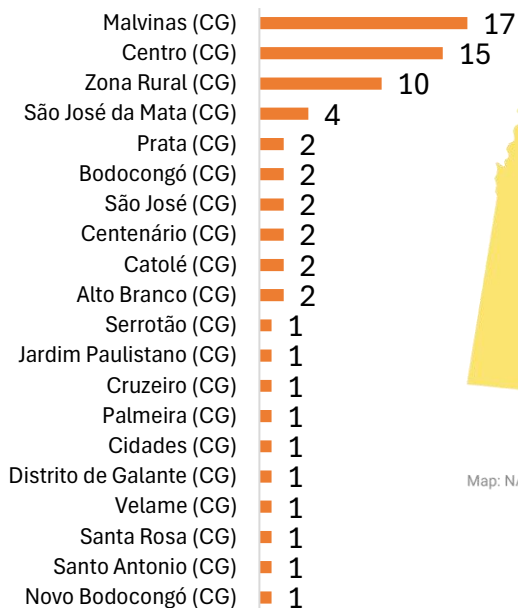 Malvinas (CG) 17
Centro (CG) 15
Zona Rural (CG) 10
São José da Mata (CG) 4
Prata (CG) 2
Bodocongó (CG) 2
São José (CG) 2
Centenário (CG) 2
Catolé (CG) 2
Alto Branco (CG) 2
Serrotão (CG) 1
Jardim Paulistano (CG) 1
Cruzeiro (CG) 1
Palmeira (CG) 1
Cidades (CG) 1
Distrito de Galante (CG) 1
Map: NA
Velame (CG) 1
Santa Rosa (CG) 1
Santo Antonio (CG) 1
Novo Bodocongó (CG) 1